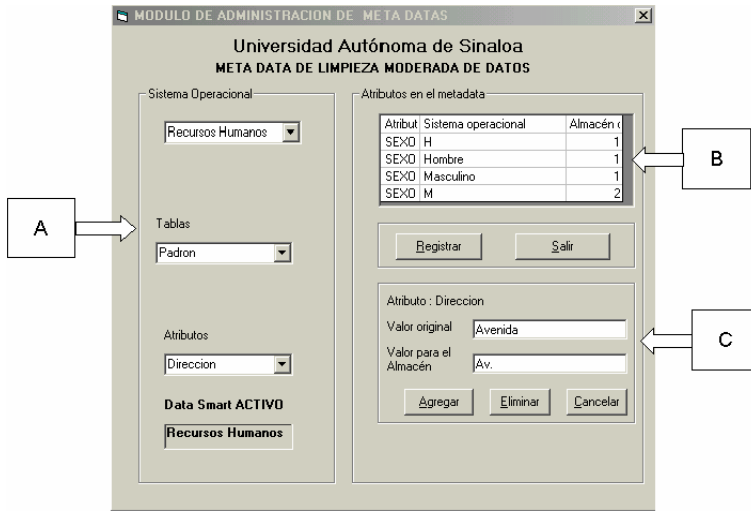 MODULO DE ADMINISTRACION DE META DATAS
Universidad Autónoma de Sinaloa
META DATA DE LIMPIEZA MODERADA DE DATOS
Sistema Operacional
Recursos Humanos
Tablas
Padron
Atributos
Direccion
Data Smart ACTIVO
Recursos Humanos
Atributos en el metadata
Atribut Sistema operacional Almacén (
SEXO H 1
SEXO Hombre 1
SEXO Masculino 1
SEXO M 2
Registrar Salir
Atributo : Direccion
Valor original Avenida
Valor para el
Almacén Av.
Agregar Eliminar Cancelar
A
B
C